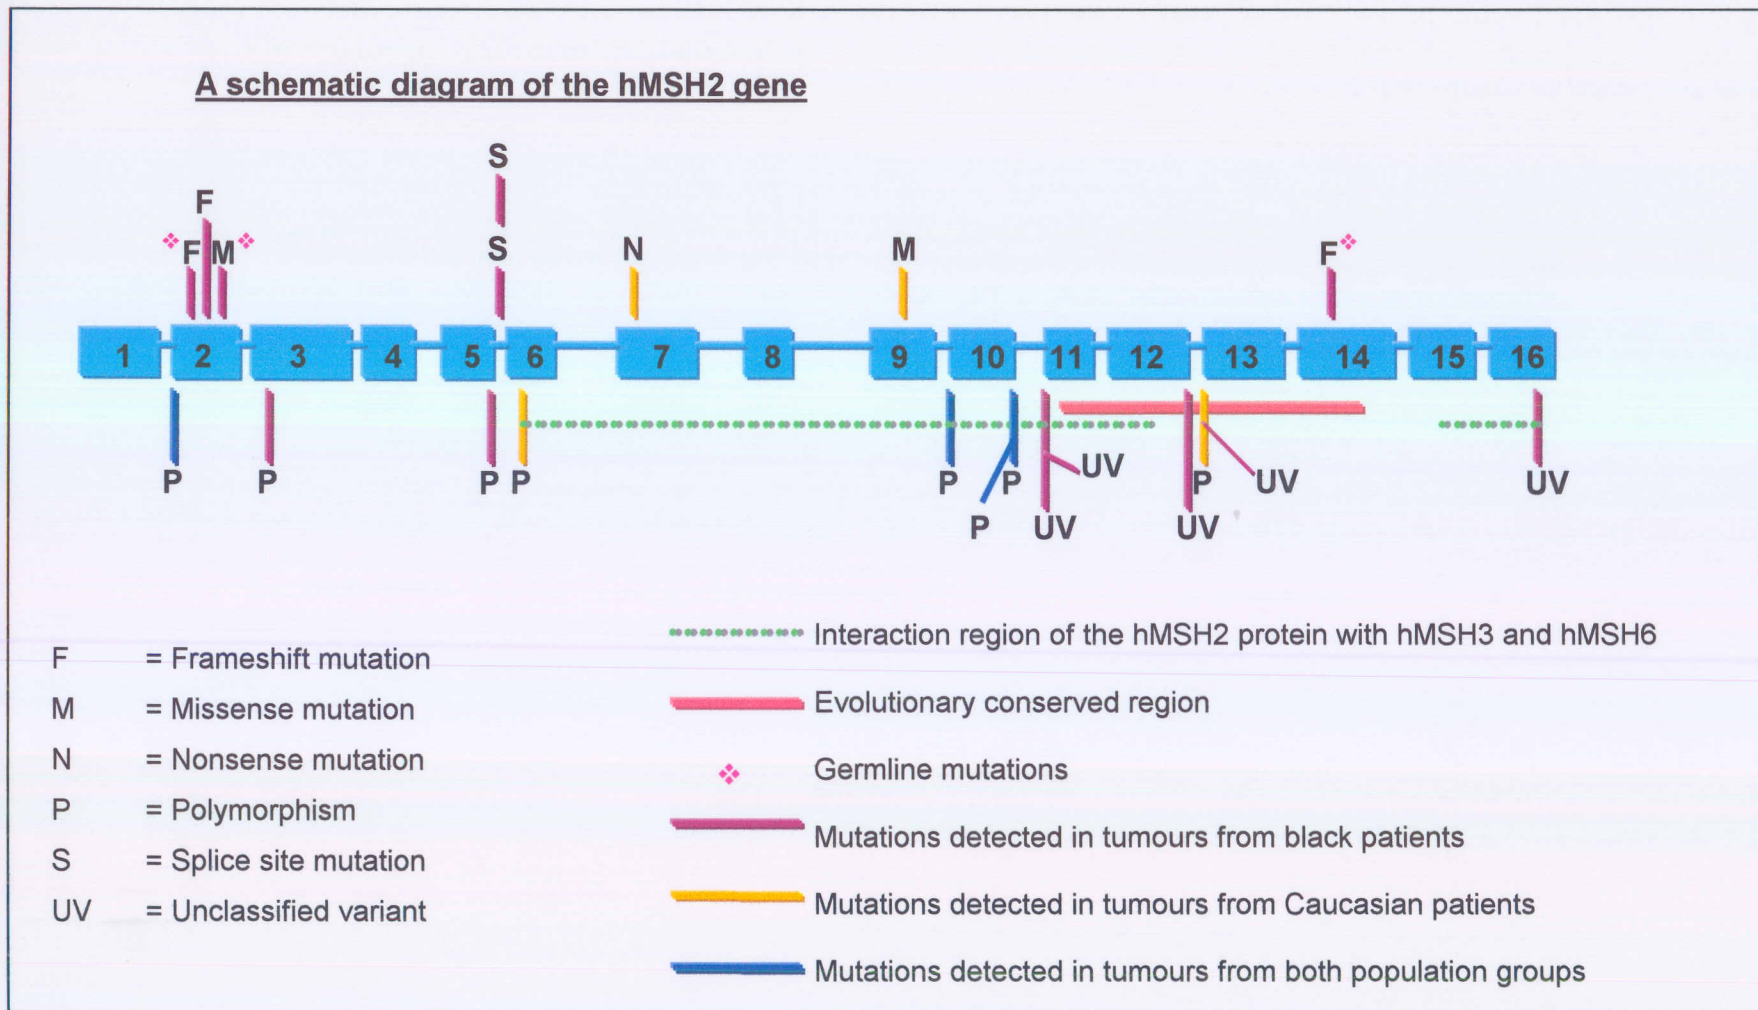 A schematic diagram of the hMSH2 gene
S
F
F M
S
N
M
F
1 2 3 4 5 6 7 8 9 10 11 12 13 14 15 16
P P P P P P UV P UV UV
P UV UV
F = Frameshift mutation
M = Missense mutation
N = Nonsense mutation
P = Polymorphism
S = Splice site mutation
UV = Unclassified variant
Interaction region of the hMSH2 protein with hMSH3 and hMSH6
Evolutionary conserved region
Germline mutations
Mutations detected in tumours from black patients
Mutations detected in tumours from Caucasian patients
Mutations detected in tumours from both population groups